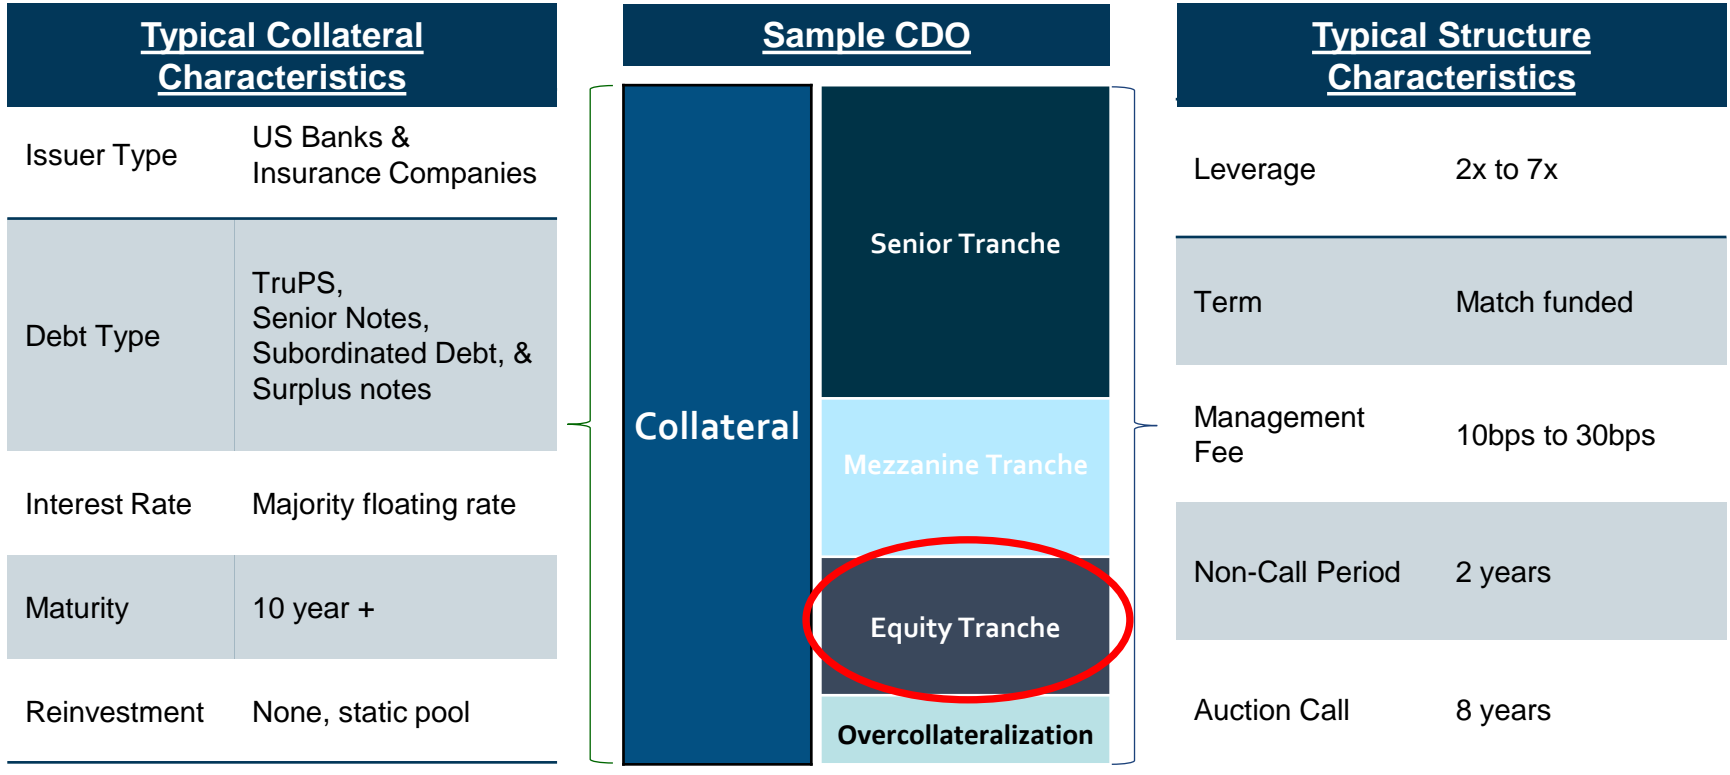 Typical Collateral
Characteristics
Issuer Type
US Banks &
Insurance Companies
Debt Type
TruPS,
Senior Notes,
Subordinated Debt, &
Surplus notes
Interest Rate
Majority floating rate
Maturity
10 year +
Reinvestment
None, static pool
Sample CDO
Collateral
Senior Tranche
Mezzanine Tranche
Equity Tranche
Overcollateralization
Typical Structure
Characteristics
Leverage
2x to 7x
Term
Match funded
Management
Fee
10bps to 30bps
Non-Call Period
2 years
Auction Call
8 years